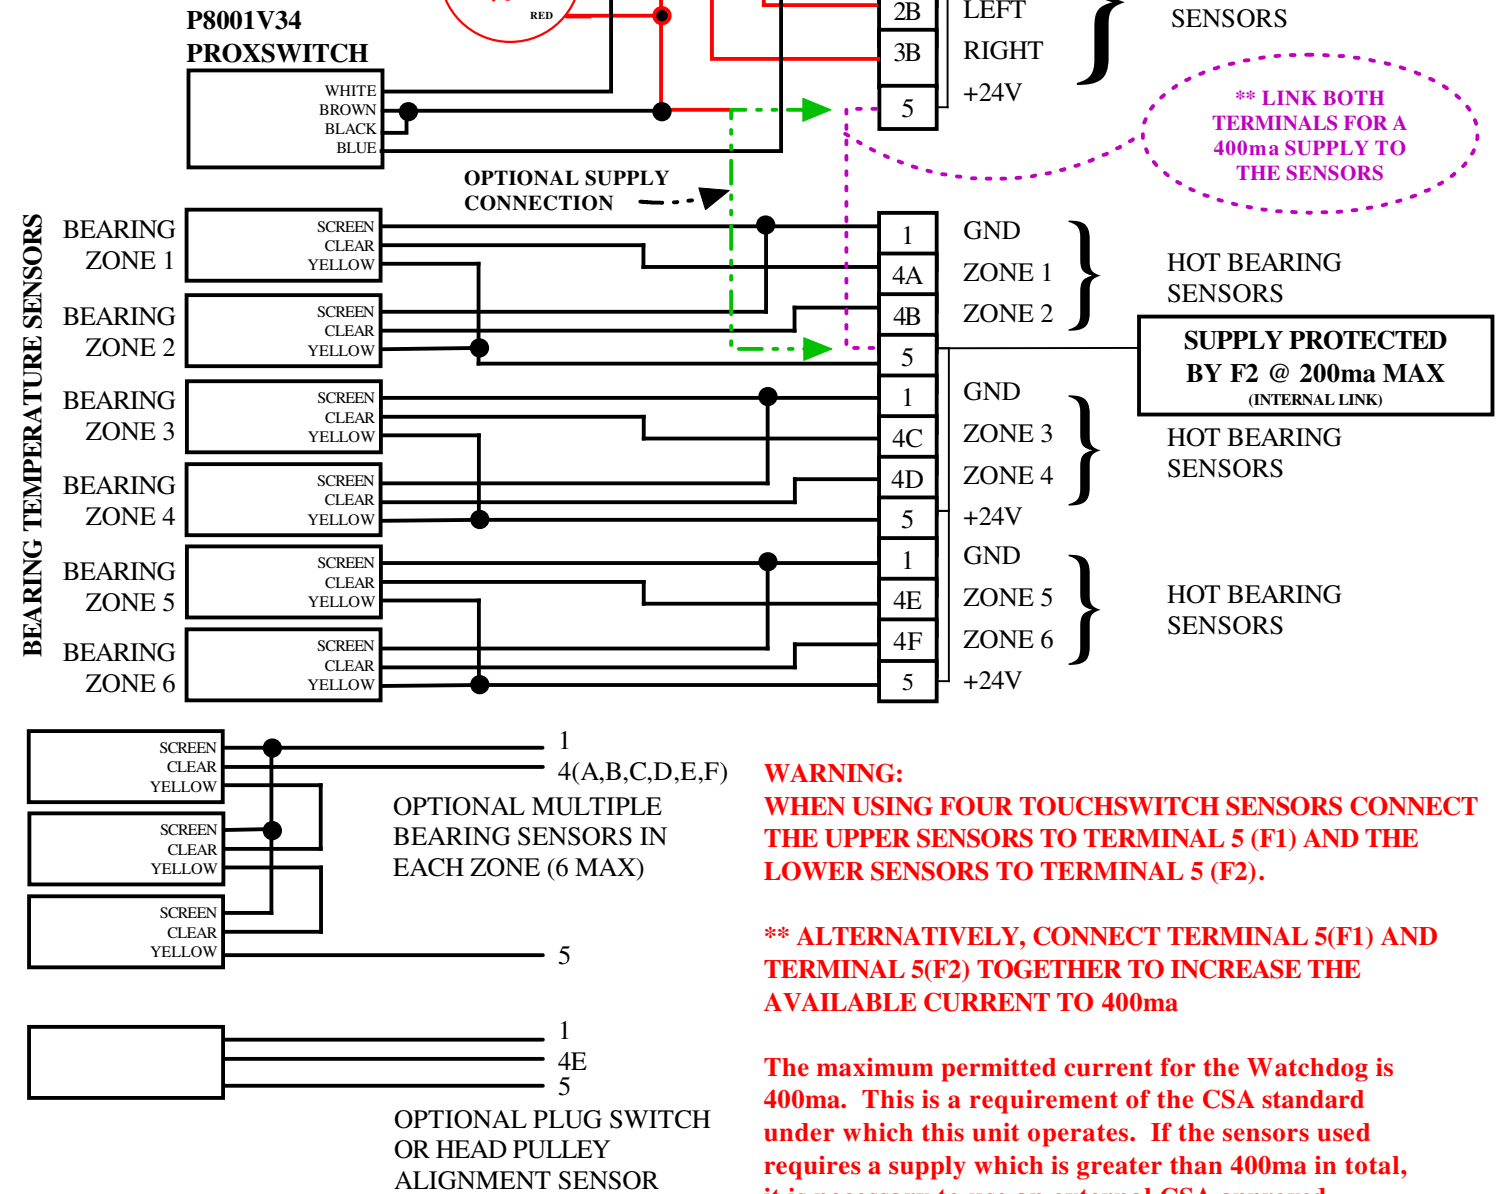 P8001V34
PROXSWITCH
RED
WHITE
BROWN
BLACK
BLUE
2B
LEFT
3B
RIGHT
5
+24V
SENSORS
** LINK BOTH
TERMINALS FOR A
400ma SUPPLY TO
THE SENSORS
OPTIONAL SUPPLY
CONNECTION
BEARING TEMPERATURE SENSORS
BEARING
ZONE 1
SCREEN
CLEAR
YELLOW
BEARING
ZONE 2
SCREEN
CLEAR
YELLOW
BEARING
ZONE 3
SCREEN
CLEAR
YELLOW
BEARING
ZONE 4
SCREEN
CLEAR
YELLOW
BEARING
ZONE 5
SCREEN
CLEAR
YELLOW
BEARING
ZONE 6
SCREEN
CLEAR
YELLOW
1
GND
4A
ZONE 1
4B
ZONE 2
5
HOT BEARING
SENSORS
SUPPLY PROTECTED
BY F2 @ 200ma MAX
(INTERNAL LINK)
1
GND
4C
ZONE 3
4D
ZONE 4
5
+24V
HOT BEARING
SENSORS
1
GND
4E
ZONE 5
4F
ZONE 6
5
+24V
HOT BEARING
SENSORS
SCREEN
CLEAR
YELLOW
SCREEN
CLEAR
YELLOW
SCREEN
CLEAR
YELLOW
1
4(A,B,C,D,E,F)
OPTIONAL MULTIPLE
BEARING SENSORS IN
EACH ZONE (6 MAX)
5
1
4E
5
OPTIONAL PLUG SWITCH
OR HEAD PULLEY
ALIGNMENT SENSOR
WARNING:
WHEN USING FOUR TOUCHSWITCH SENSORS CONNECT
THE UPPER SENSORS TO TERMINAL 5 (F1) AND THE
LOWER SENSORS TO TERMINAL 5 (F2).
** ALTERNATIVELY, CONNECT TERMINAL 5(F1) AND
TERMINAL 5(F2) TOGETHER TO INCREASE THE
AVAILABLE CURRENT TO 400ma
The maximum permitted current for the Watchdog is
400ma. This is a requirement of the CSA standard
under which this unit operates. If the sensors used
requires a supply which is greater than 400ma in total,
it is necessary to use an external CSA approved